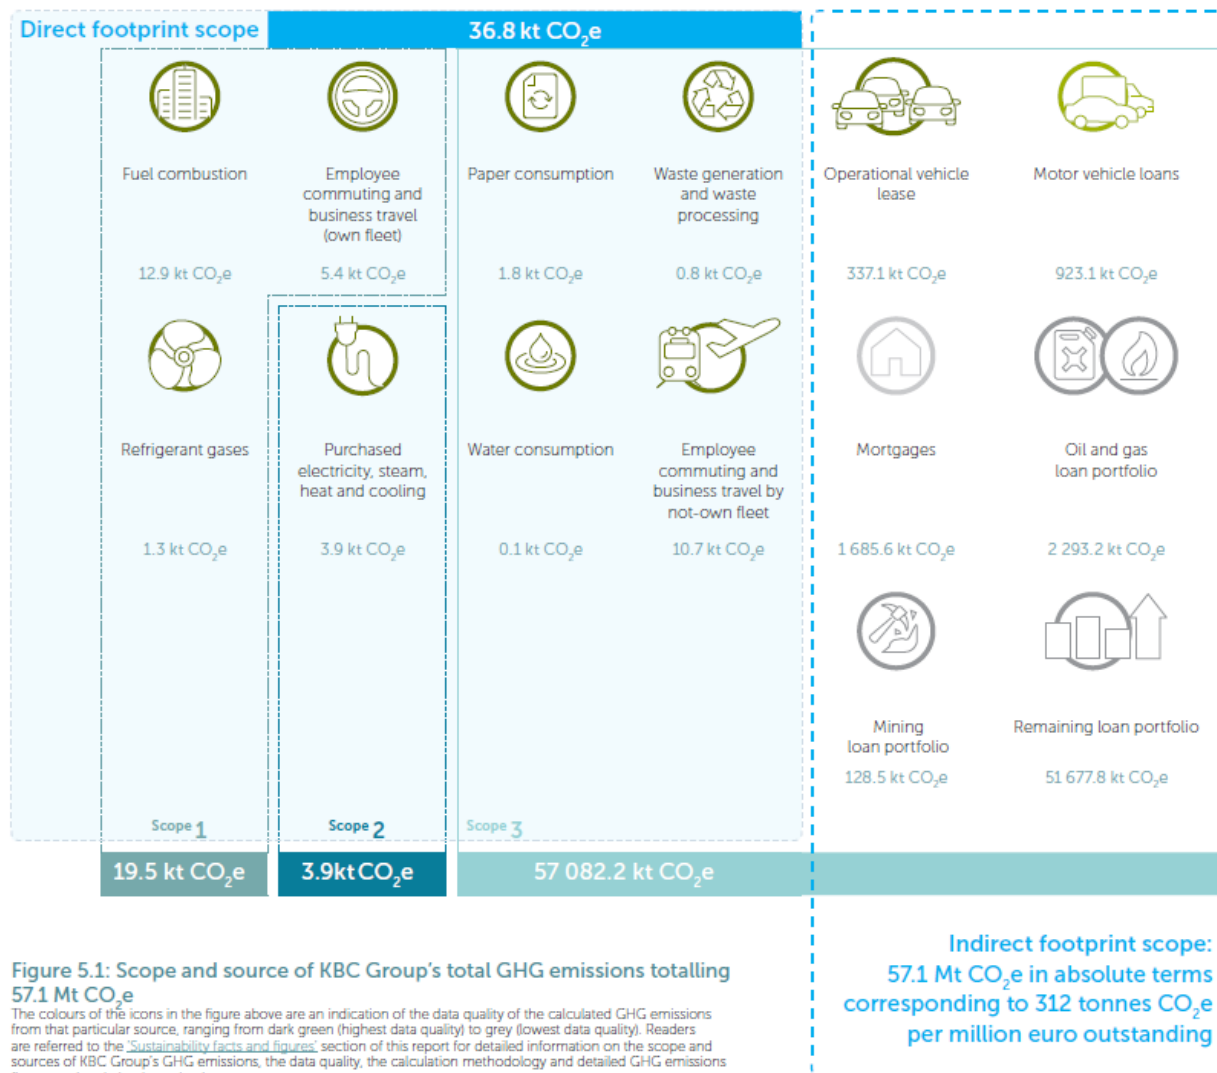 Direct footprint scope
36.8 kt CO₂e
Fuel combustion
12.9 kt CO₂e
Employee
commuting and
business travel
(own fleet)
5.4 kt CO₂e
Paper consumption
1.8 kt CO₂e
Waste generation
and waste
processing
0.8 kt CO₂e
Operational vehicle
lease
337.1 kt CO₂e
Motor vehicle loans
923.1 kt CO₂e
Refrigerant gases
1.3 kt CO₂e
Purchased
electricity, steam,
heat and cooling
3.9 kt CO₂e
Water consumption
0.1 kt CO₂e
Employee
commuting and
business travel by
not-own fleet
10.7 kt CO₂e
Mortgages
1 685.6 kt CO₂e
Oil and gas
loan portfolio
2 293.2 kt CO₂e
Mining
loan portfolio
128.5 kt CO₂e
Remaining loan portfolio
51 677.8 kt CO₂e
Scope 1
Scope 2
Scope 3
19.5 kt CO₂e
3.9kt CO₂e
57 082.2 kt CO₂e
Figure 5.1: Scope and source of KBC Group's total GHG emissions totalling
57.1 Mt CO₂e
The colours of the icons in the figure above are an indication of the data quality of the calculated GHG emissions
from that particular source, ranging from dark green (highest data quality) to grey (lowest data quality). Readers
are referred to the 'Sustainability facts and figures' section of this report for detailed information on the scope and
sources of KBC Group's GHG emissions, the data quality, the calculation methodology and detailed GHG emissions
Indirect footprint scope:
57.1 Mt CO₂e in absolute terms
corresponding to 312 tonnes CO₂e
per million euro outstanding